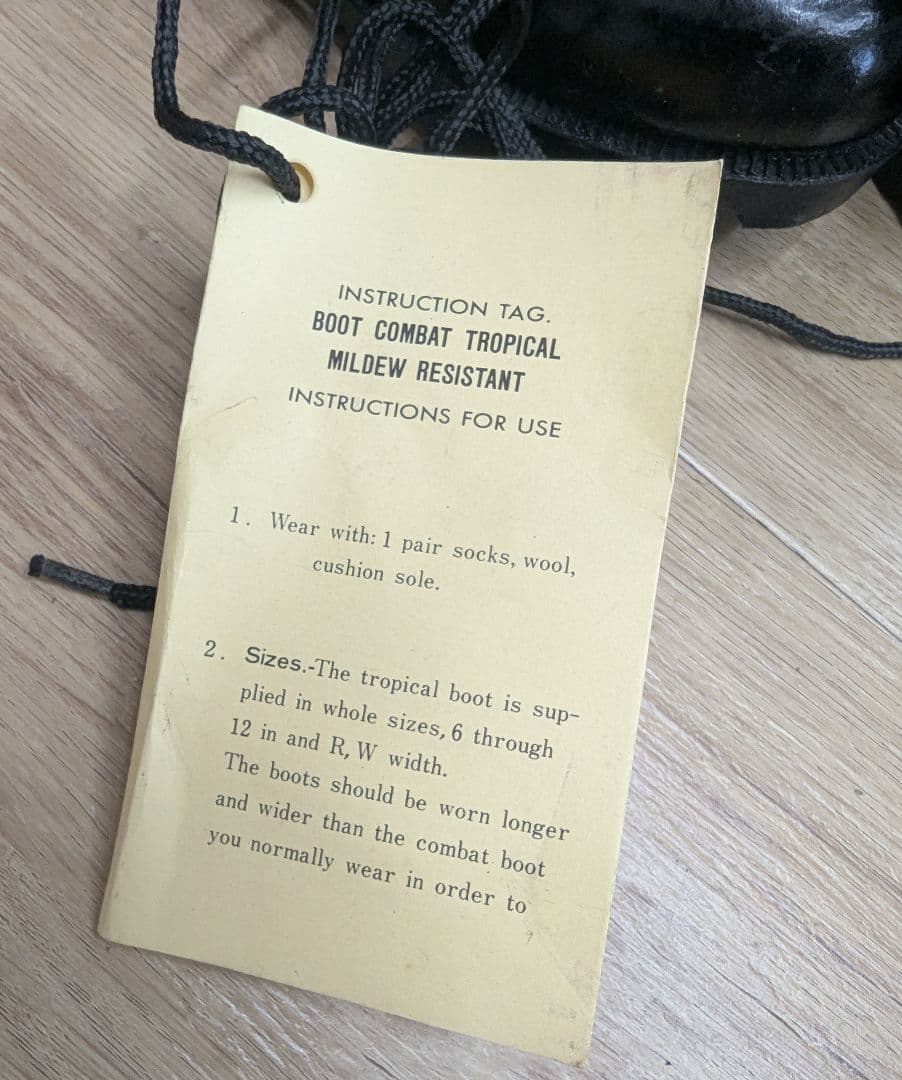 INSTRUCTION TAG.
BOOT COMBAT TROPICAL
MILDEW RESISTANT
INSTRUCTIONS FOR USE
1. Wear with: 1 pair socks, wool,
cushion sole.
2. Sizes.-The tropical boot is sup-
plied in whole sizes, 6 through
12 in and R, W width.
The boots should be worn longer
and wider than the combat boot
you normally wear in order to